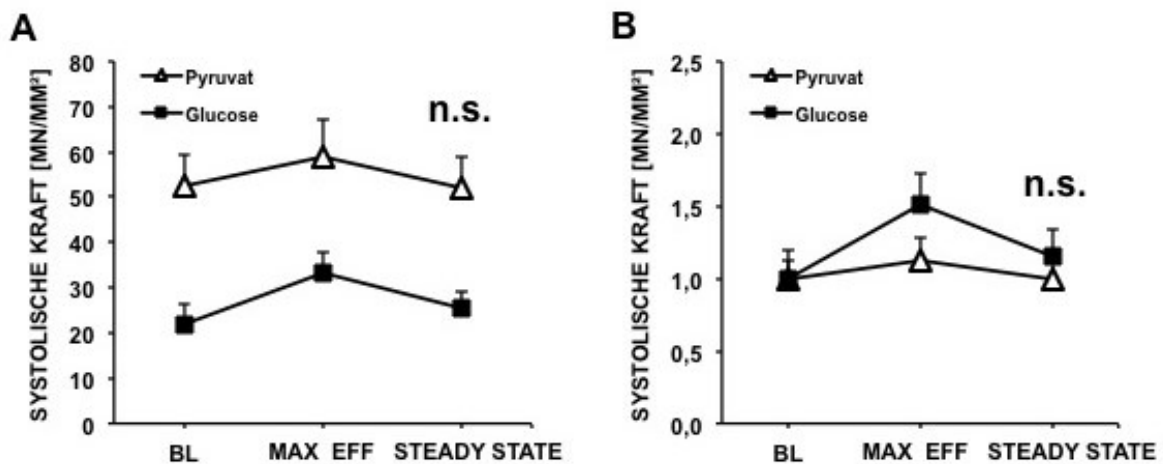 A
SYSTOLISCHE KRAFT [MN/MM²]
80
70
60
50
40
30
20
10
0
Pyruvat
Glucose
n.s.
BL MAX EFF STEADY STATE
B
SYSTOLISCHE KRAFT [MN/MM²]
2,5
2,0
1,5
1,0
0,5
0,0
Pyruvat
Glucose
n.s.
BL MAX EFF STEADY STATE